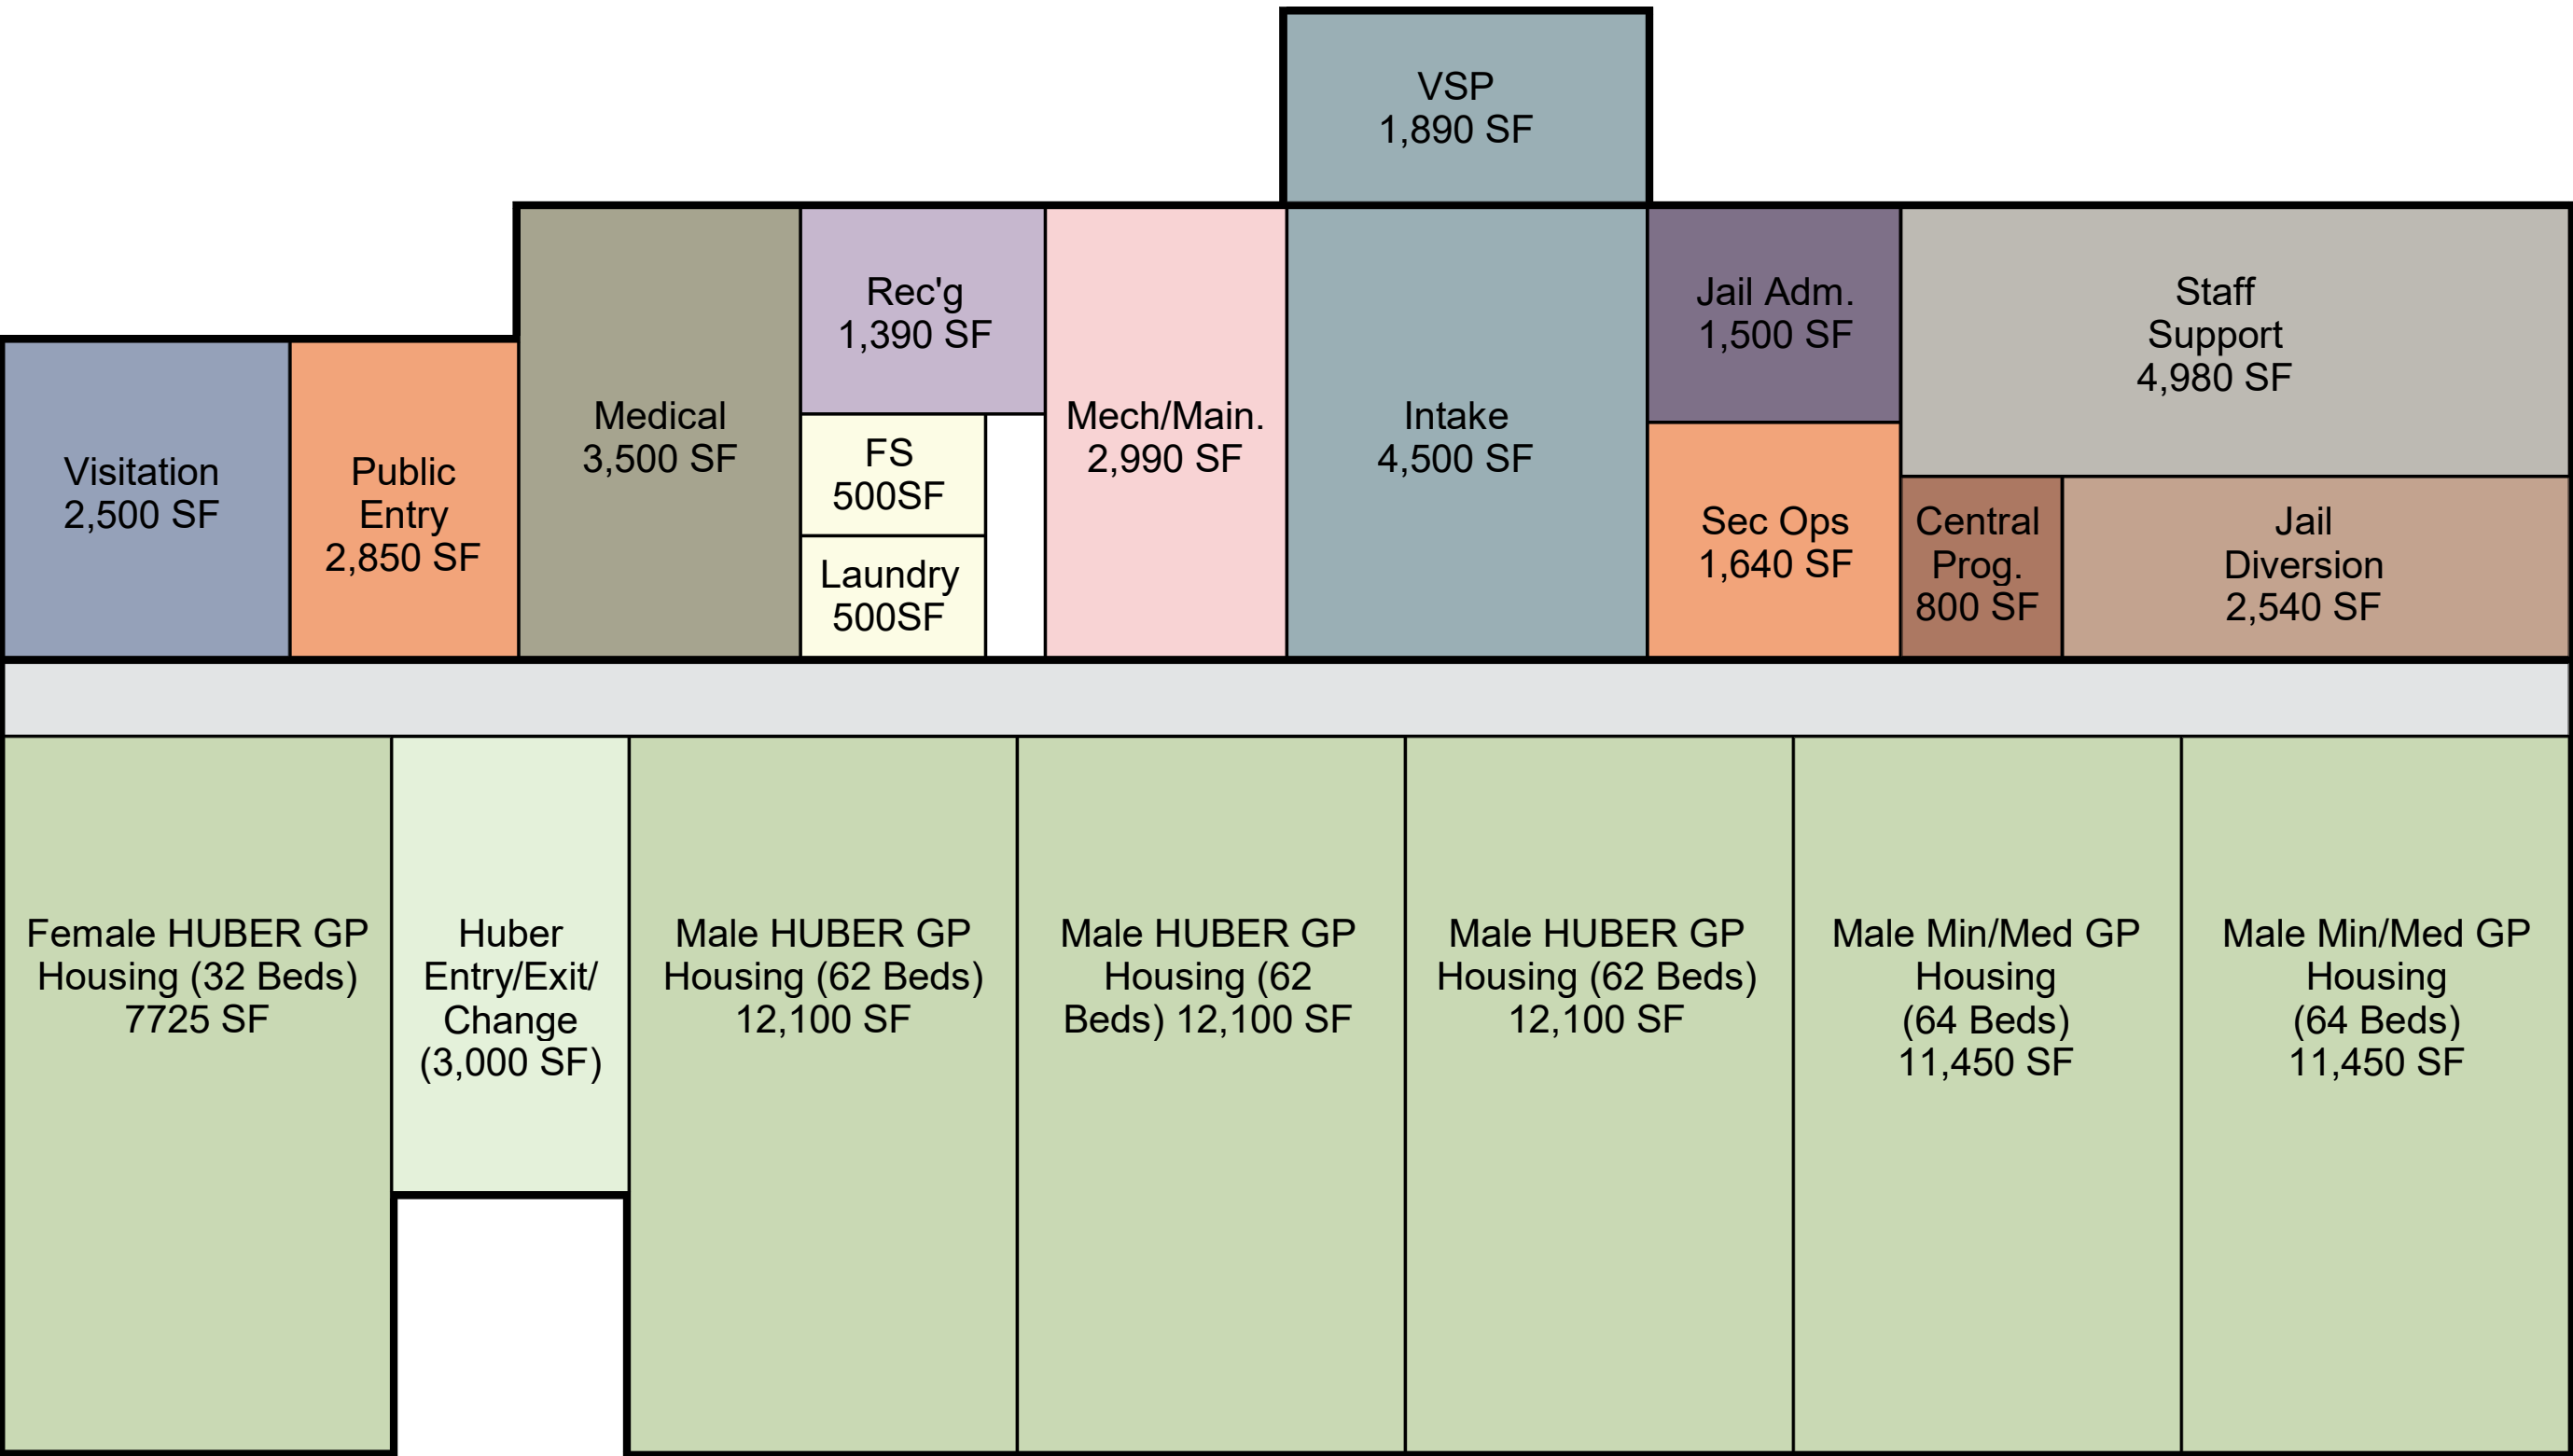 VSP
1,890 SF
Visitation
2,500 SF
Public
Entry
2,850 SF
Medical
3,500 SF
Rec'g
1,390 SF
FS
500SF
Laundry
500SF
Mech/Main.
2,990 SF
Intake
4,500 SF
Jail Adm.
1,500 SF
Sec Ops
1,640 SF
Staff
Support
4,980 SF
Central
Prog.
800 SF
Jail
Diversion
2,540 SF
Female HUBER GP
Housing (32 Beds)
7725 SF
Huber
Entry/Exit/
Change
(3,000 SF)
Male HUBER GP
Housing (62 Beds)
12,100 SF
Male HUBER GP
Housing (62
Beds) 12,100 SF
Male HUBER GP
Housing (62 Beds)
12,100 SF
Male Min/Med GP
Housing
(64 Beds)
11,450 SF
Male Min/Med GP
Housing
(64 Beds)
11,450 SF